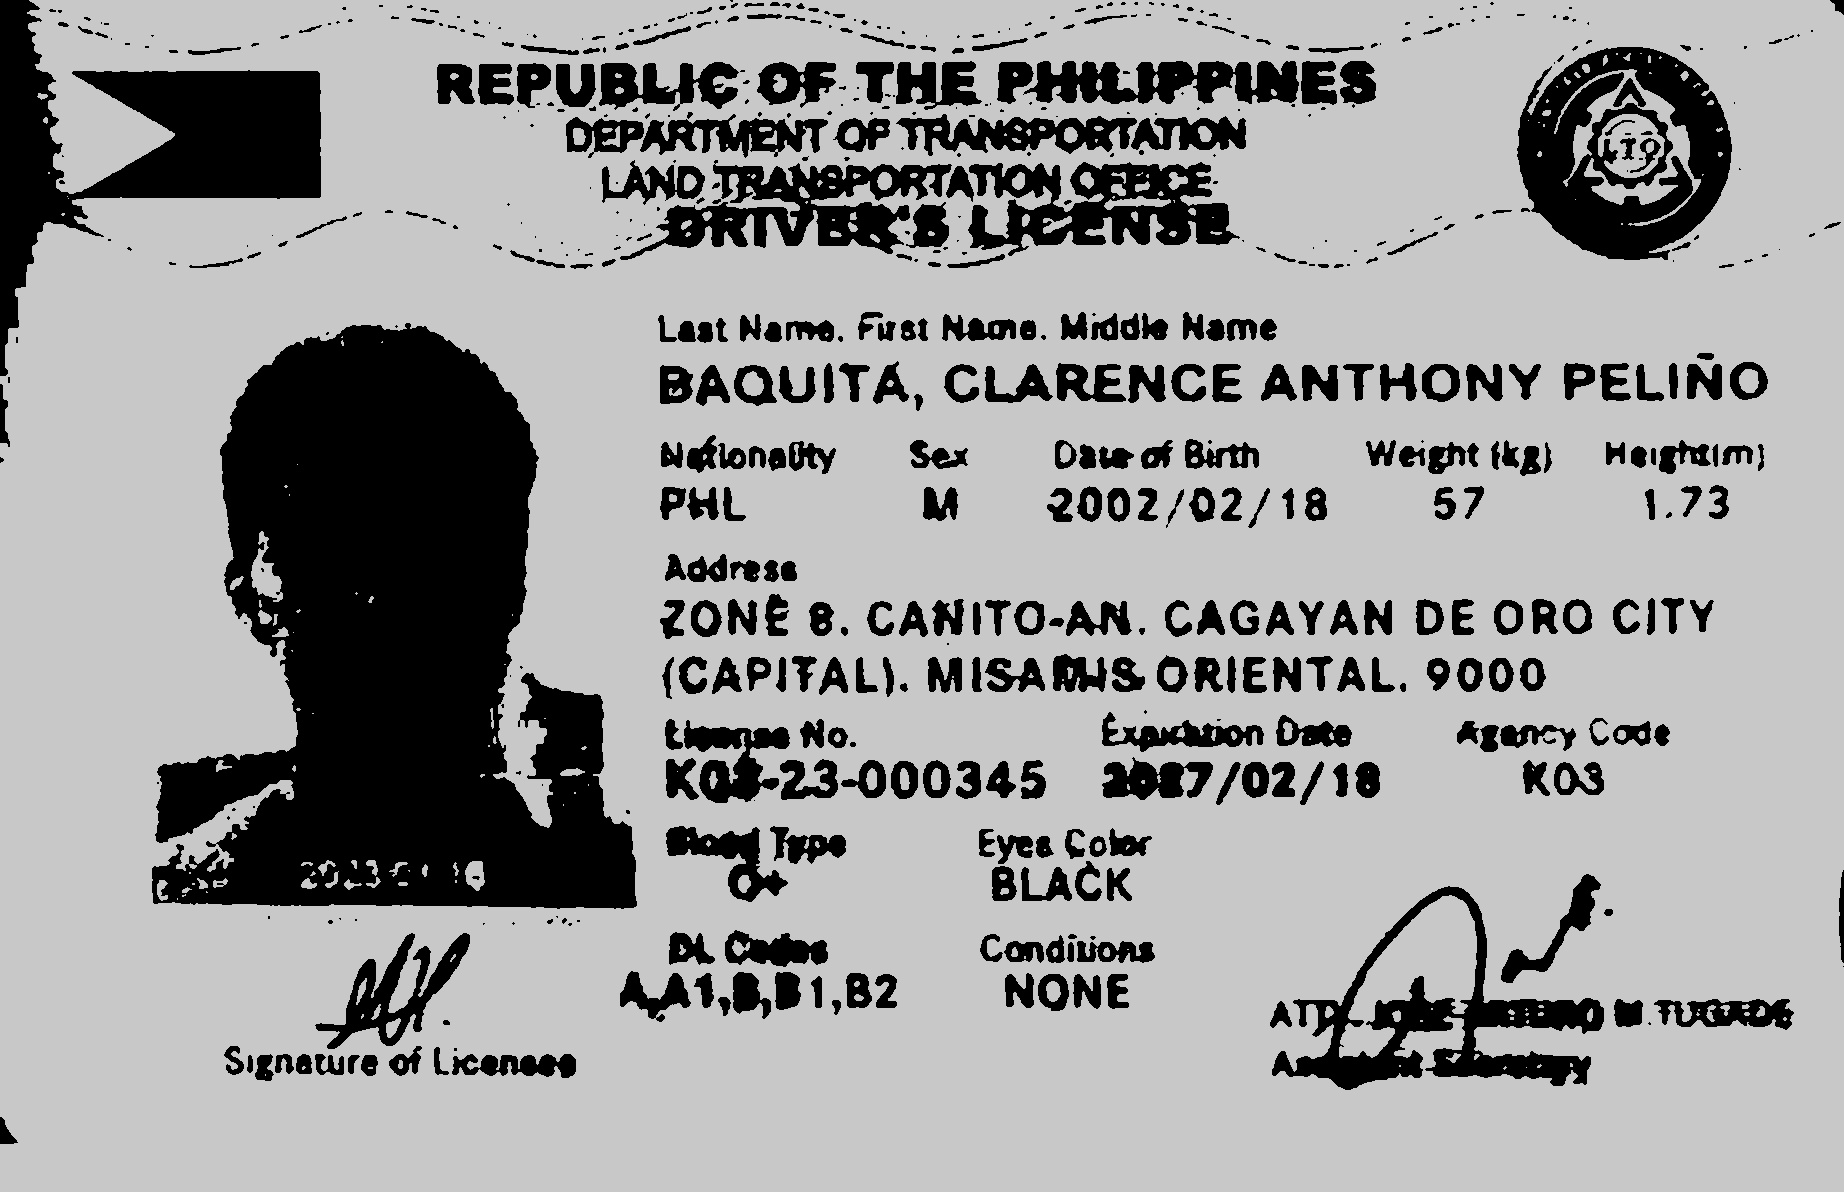 REPUBLIC OF THE PHILIPPINES
DEPARTMENT OF TRANSPORTATION
LAND TRANSPORTATION OFFICE
DRIVER'S LICENSE
LTO
Last Name. First Name. Middle Name
BAQUITA, CLARENCE ANTHONY PELIÑO
Nationality Sex Date of Birth Weight (kg) Height(m)
PHL M 2002/02/18 57 1.73
Address
ZONE 8. CANITO-AN. CAGAYAN DE ORO CITY
(CAPITAL). MISAMIS ORIENTAL. 9000
License No. Expiration Date Agency Code
K03-23-000345 2027/02/18 K03
Blood Type Eyes Color
O+ BLACK
DL Codes Conditions
A,A1,B,B1,B2 NONE
Signature of Licensee
M. TUGADE
Assistant Secretary